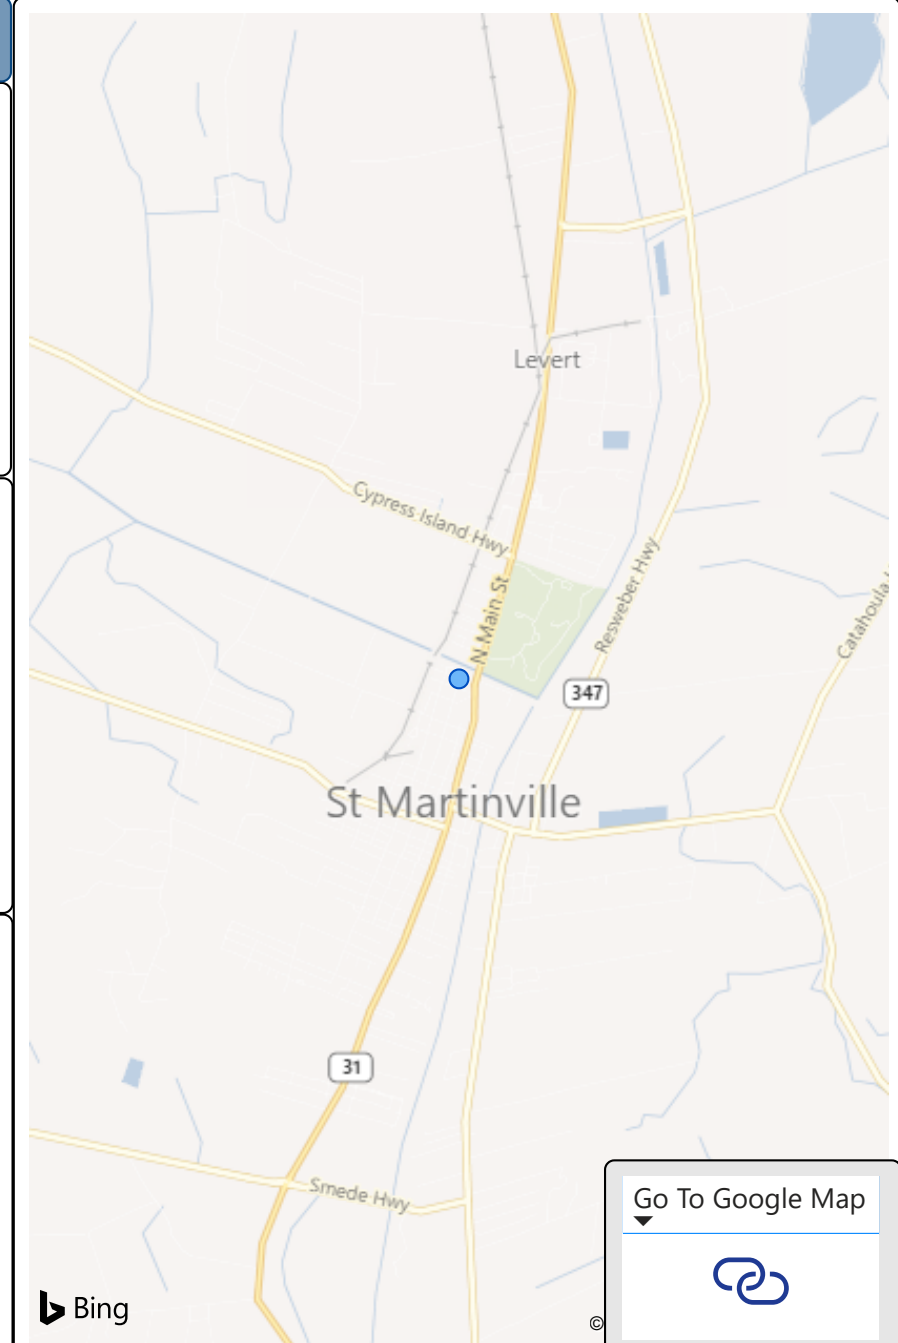 Levert
Cypress Island Hwy
N Main St
Resweber Hwy
Catahoula
347
St Martinville
31
Smede Hwy
Go To Google Map
Bing
©